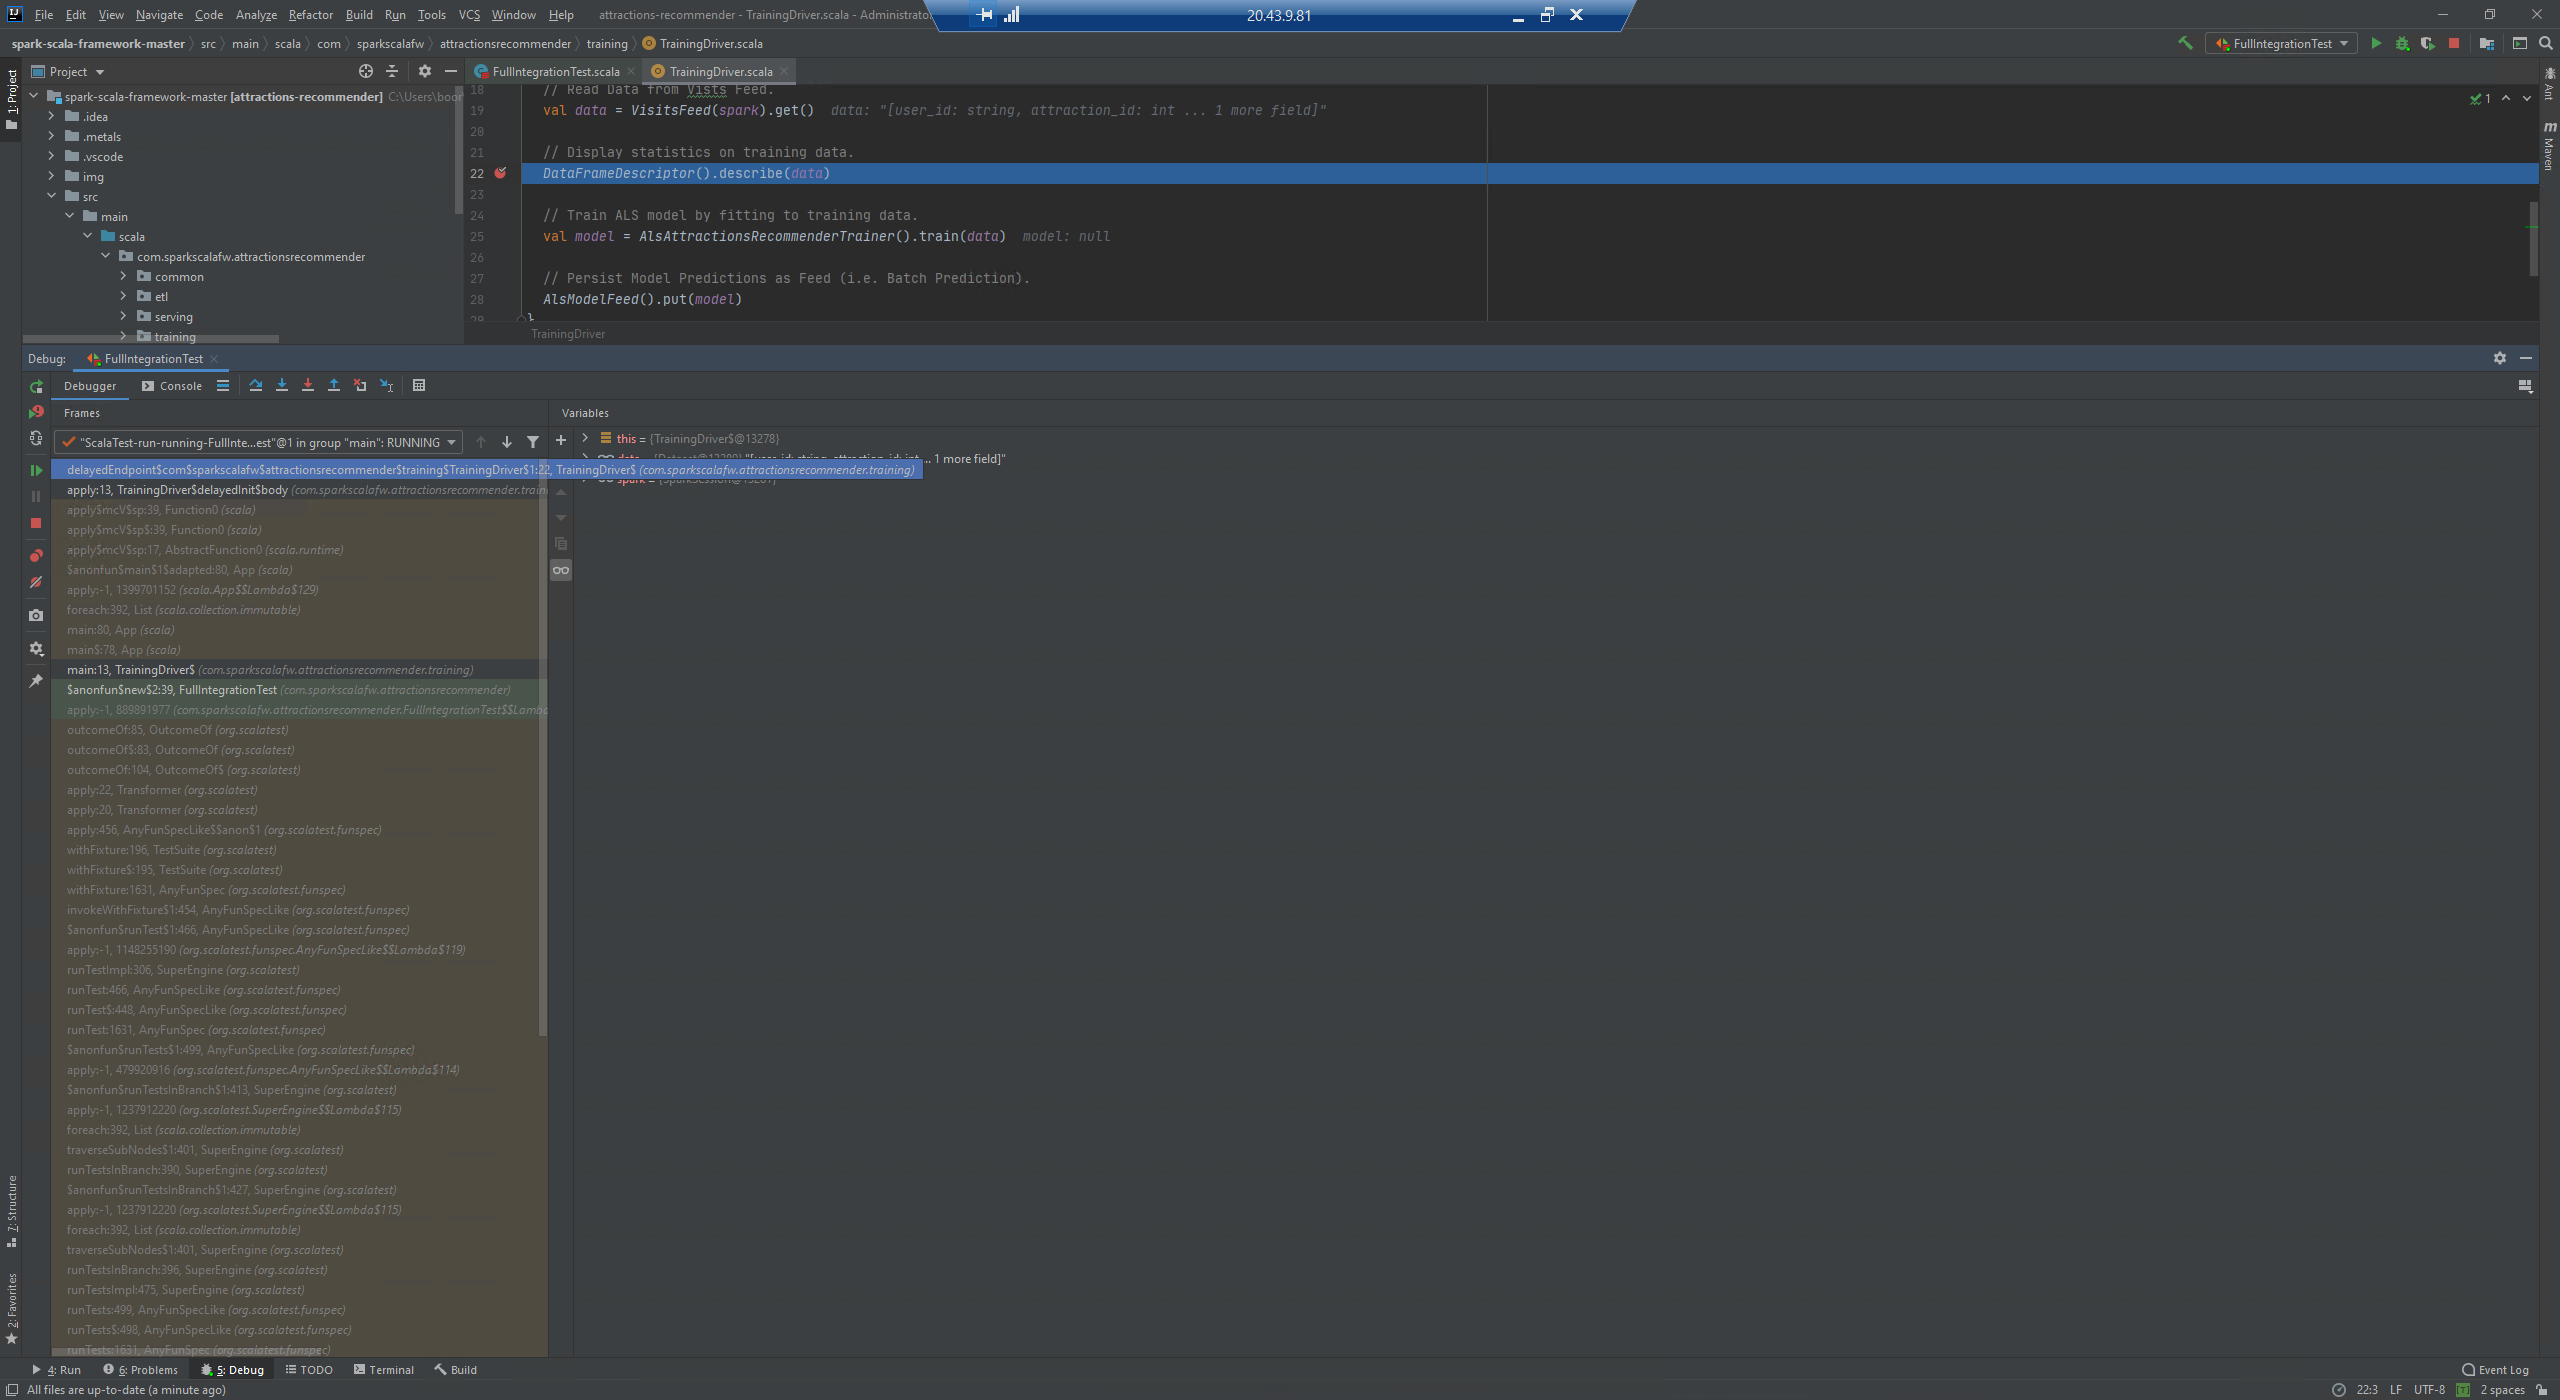 File Edit View Navigate Code Analyze Refactor Build Run Tools VCS Window Help attractions-recommender - TrainingDriver.scala - Administrato
20.43.9.81
spark-scala-framework-master src main scala com sparkscalafw attractionsrecommender training TrainingDriver.scala
FullIntegrationTest
Project
FullIntegrationTest.scala TrainingDriver.scala
1: Project
spark-scala-framework-master [attractions-recommender] C:\Users\boor
.idea
.metals
.vscode
img
src
main
scala
com.sparkscalafw.attractionsrecommender
common
etl
serving
training
18 // Read Data from Vists Feed.
19 val data = VisitsFeed(spark).get() data: "[user_id: string, attraction_id: int ... 1 more field]"
20
21 // Display statistics on training data.
22 DataFrameDescriptor().describe(data)
23
24 // Train ALS model by fitting to training data.
25 val model = AlsAttractionsRecommenderTrainer().train(data) model: null
26
27 // Persist Model Predictions as Feed (i.e. Batch Prediction).
28 AlsModelFeed().put(model)
29 }
TrainingDriver
1
Ant
Maven
Debug: FullIntegrationTest
Debugger Console
Frames
Variables
"ScalaTest-run-running-FullInte...est"@1 in group "main": RUNNING
this = {TrainingDriver$@13278}
... 1 more field]"
delayedEndpoint$com$sparkscalafw$attractionsrecommender$training$TrainingDriver$1:22, TrainingDriver$ (com.sparkscalafw.attractionsrecommender.training)
apply:13, TrainingDriver$delayedInit$body (com.sparkscalafw.attractionsrecommender.traini
apply$mcV$sp:39, Function0 (scala)
apply$mcV$sp$:39, Function0 (scala)
apply$mcV$sp:17, AbstractFunction0 (scala.runtime)
$anonfun$main$1$adapted:80, App (scala)
apply:-1, 1399701152 (scala.App$$Lambda$129)
foreach:392, List (scala.collection.immutable)
main:80, App (scala)
main$:78, App (scala)
main:13, TrainingDriver$ (com.sparkscalafw.attractionsrecommender.training)
$anonfun$new$2:39, FullIntegrationTest (com.sparkscalafw.attractionsrecommender)
apply:-1, 889891977 (com.sparkscalafw.attractionsrecommender.FullIntegrationTest$$Lambd
outcomeOf:85, OutcomeOf (org.scalatest)
outcomeOf$:83, OutcomeOf (org.scalatest)
outcomeOf:104, OutcomeOf$ (org.scalatest)
apply:22, Transformer (org.scalatest)
apply:20, Transformer (org.scalatest)
apply:456, AnyFunSpecLike$$anon$1 (org.scalatest.funspec)
withFixture:196, TestSuite (org.scalatest)
withFixture$:195, TestSuite (org.scalatest)
withFixture:1631, AnyFunSpec (org.scalatest.funspec)
invokeWithFixture$1:454, AnyFunSpecLike (org.scalatest.funspec)
$anonfun$runTest$1:466, AnyFunSpecLike (org.scalatest.funspec)
apply:-1, 1148255190 (org.scalatest.funspec.AnyFunSpecLike$$Lambda$119)
runTestImpl:306, SuperEngine (org.scalatest)
runTest:466, AnyFunSpecLike (org.scalatest.funspec)
runTest$:448, AnyFunSpecLike (org.scalatest.funspec)
runTest:1631, AnyFunSpec (org.scalatest.funspec)
$anonfun$runTests$1:499, AnyFunSpecLike (org.scalatest.funspec)
apply:-1, 479920916 (org.scalatest.funspec.AnyFunSpecLike$$Lambda$114)
$anonfun$runTestsInBranch$1:413, SuperEngine (org.scalatest)
apply:-1, 1237912220 (org.scalatest.SuperEngine$$Lambda$115)
foreach:392, List (scala.collection.immutable)
traverseSubNodes$1:401, SuperEngine (org.scalatest)
runTestsInBranch:390, SuperEngine (org.scalatest)
$anonfun$runTestsInBranch$1:427, SuperEngine (org.scalatest)
apply:-1, 1237912220 (org.scalatest.SuperEngine$$Lambda$115)
foreach:392, List (scala.collection.immutable)
traverseSubNodes$1:401, SuperEngine (org.scalatest)
runTestsInBranch:396, SuperEngine (org.scalatest)
runTestsImpl:475, SuperEngine (org.scalatest)
runTests:499, AnyFunSpecLike (org.scalatest.funspec)
runTests$:498, AnyFunSpecLike (org.scalatest.funspec)
runTests:1631, AnyFunSpec (org.scalatest.funspec)
7: Structure
2: Favorites
4: Run 6: Problems 5: Debug TODO Terminal Build
Event Log
All files are up-to-date (a minute ago)
22:3 LF UTF-8 2 spaces